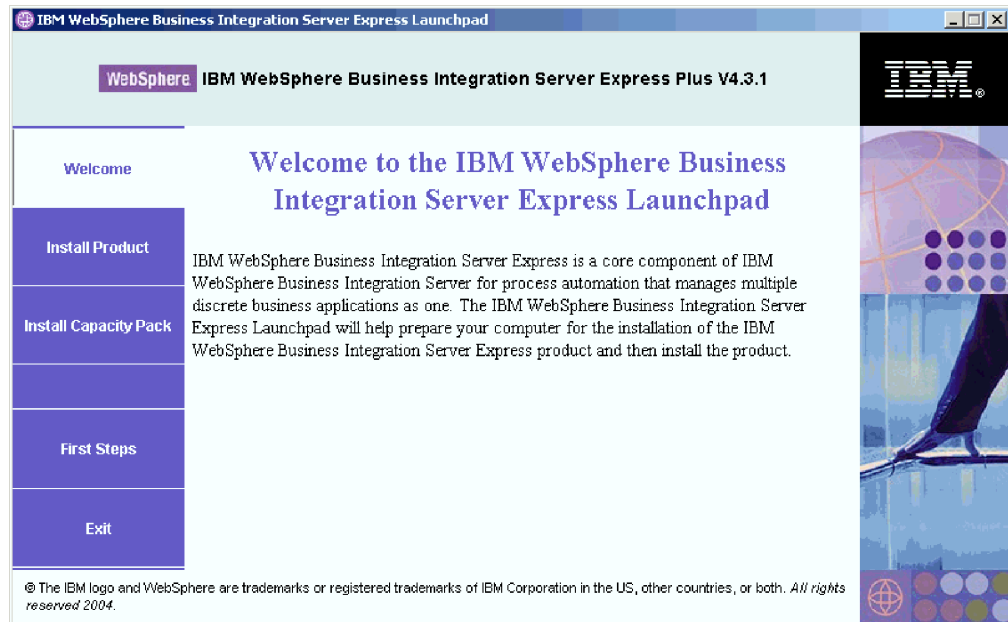 IBM WebSphere Business Integration Server Express Launchpad
WebSphere IBM WebSphere Business Integration Server Express Plus V4.3.1
IBM®
Welcome
Install Product
Install Capacity Pack
First Steps
Exit
Welcome to the IBM WebSphere Business
Integration Server Express Launchpad
IBM WebSphere Business Integration Server Express is a core component of IBM
WebSphere Business Integration Server for process automation that manages multiple
discrete business applications as one. The IBM WebSphere Business Integration Server
Express Launchpad will help prepare your computer for the installation of the IBM
WebSphere Business Integration Server Express product and then install the product.
© The IBM logo and WebSphere are trademarks or registered trademarks of IBM Corporation in the US, other countries, or both. All rights
reserved 2004.